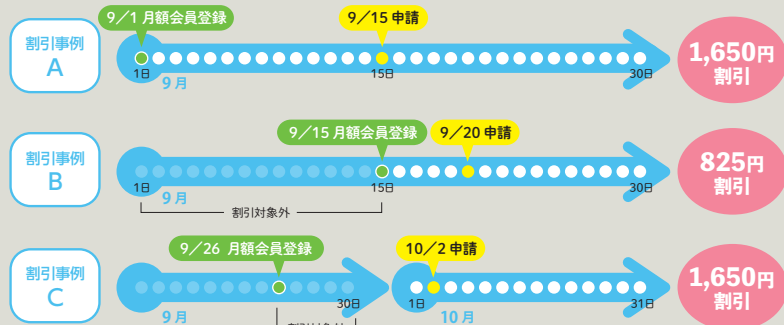 9／1 月額会員登録
9／15 申請
割引事例
A
1日
15日
30日
9月
1,650円
割引
9／15 月額会員登録
9／20 申請
割引事例
B
1日
15日
30日
9月
割引対象外
825円
割引
9／26 月額会員登録
10／2 申請
割引事例
C
30日
1日
31日
9月
10月
割引対象外
1,650円
割引